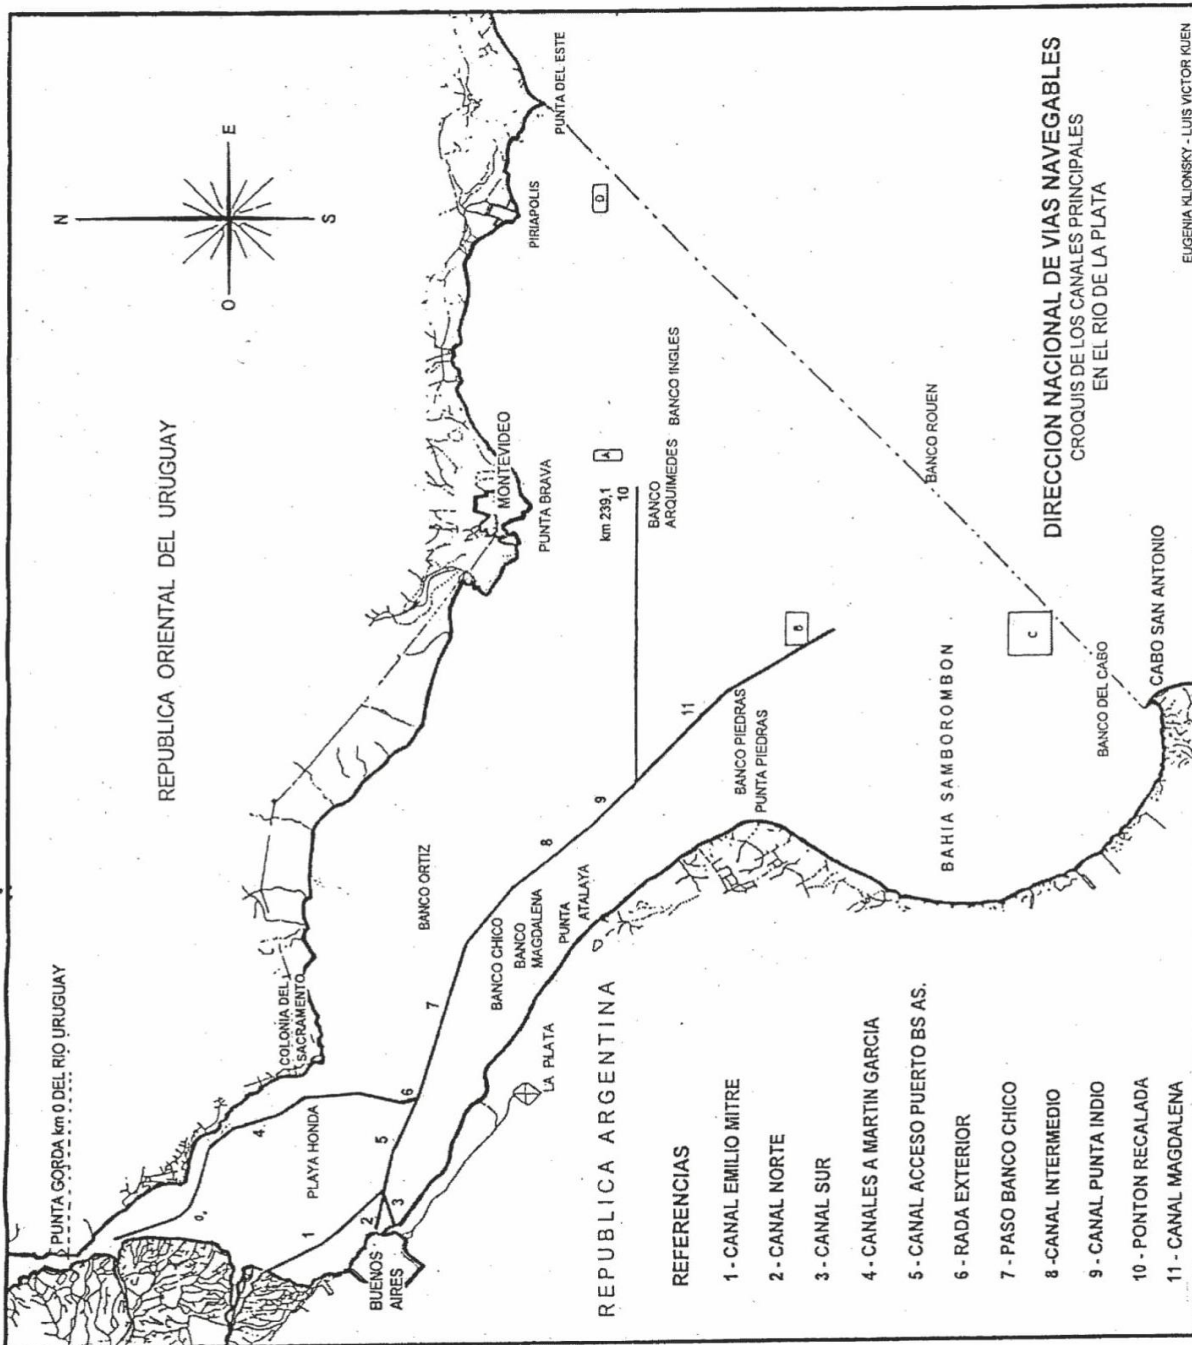 N
O
E
S
REPUBLICA ORIENTAL DEL URUGUAY
PUNTA GORDA km 0 DEL RIO URUGUAY
COLONIA DEL
SACRAMENTO
PLAYA HONDA
BANCO ORTIZ
MONTEVIDEO
PUNTA BRAVA
PIRIAPOLIS
PUNTA DEL ESTE
BUENOS
AIRES
1
2
3
4
5
6
7
8
9
km 239,1
10
11
A
B
C
D
BANCO CHICO
BANCO
MAGDALENA
PUNTA
ATALAYA
LA PLATA
BANCO
ARQUIMEDES
BANCO INGLES
BANCO PIEDRAS
PUNTA PIEDRAS
BANCO ROUEN
BAHIA SAMBOROMBON
BANCO DEL CABO
CABO SAN ANTONIO
REPUBLICA ARGENTINA
REFERENCIAS
1 - CANAL EMILIO MITRE
2 - CANAL NORTE
3 - CANAL SUR
4 - CANALES A MARTIN GARCIA
5 - CANAL ACCESO PUERTO BS AS.
6 - RADA EXTERIOR
7 - PASO BANCO CHICO
8 -CANAL INTERMEDIO
9 - CANAL PUNTA INDIO
10 - PONTON RECALADA
11 - CANAL MAGDALENA
DIRECCION NACIONAL DE VIAS NAVEGABLES
CROQUIS DE LOS CANALES PRINCIPALES
EN EL RIO DE LA PLATA
EUGENIA KLIONSKY - LUIS VICTOR KUEN